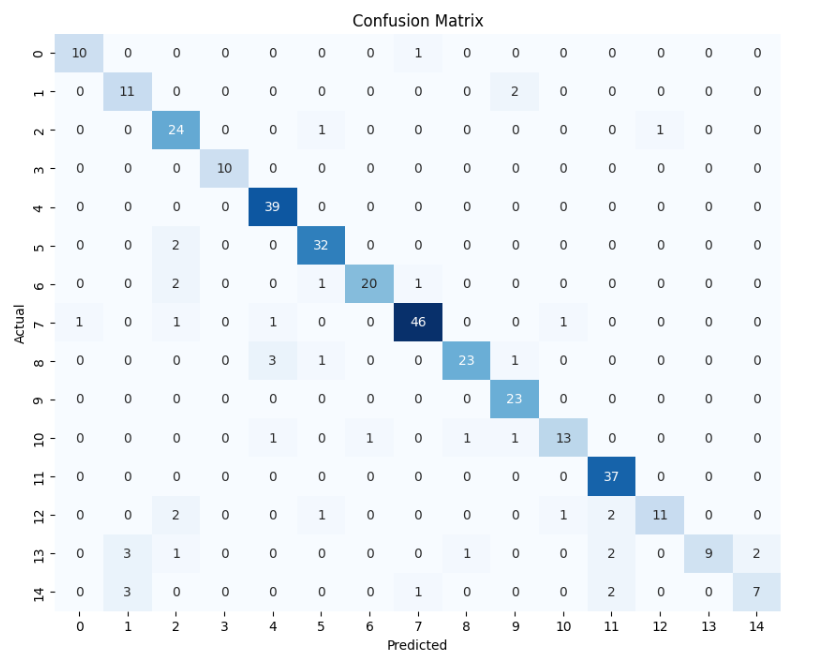 Confusion Matrix
0 10 0 0 0 0 0 0 1 0 0 0 0 0 0 0
1 0 11 0 0 0 0 0 0 0 2 0 0 0 0 0
2 0 0 24 0 0 1 0 0 0 0 0 0 1 0 0
3 0 0 0 10 0 0 0 0 0 0 0 0 0 0 0
4 0 0 0 0 39 0 0 0 0 0 0 0 0 0 0
5 0 0 2 0 0 32 0 0 0 0 0 0 0 0 0
6 0 0 2 0 0 1 20 1 0 0 0 0 0 0 0
Actual
7 1 0 1 0 1 0 0 46 0 0 1 0 0 0 0
8 0 0 0 0 3 1 0 0 23 1 0 0 0 0 0
9 0 0 0 0 0 0 0 0 0 23 0 0 0 0 0
10 0 0 0 0 1 0 1 0 1 1 13 0 0 0 0
11 0 0 0 0 0 0 0 0 0 0 0 37 0 0 0
12 0 0 2 0 0 1 0 0 0 0 1 2 11 0 0
13 0 3 1 0 0 0 0 0 1 0 0 2 0 9 2
14 0 3 0 0 0 0 0 1 0 0 0 2 0 0 7
0 1 2 3 4 5 6 7 8 9 10 11 12 13 14
Predicted